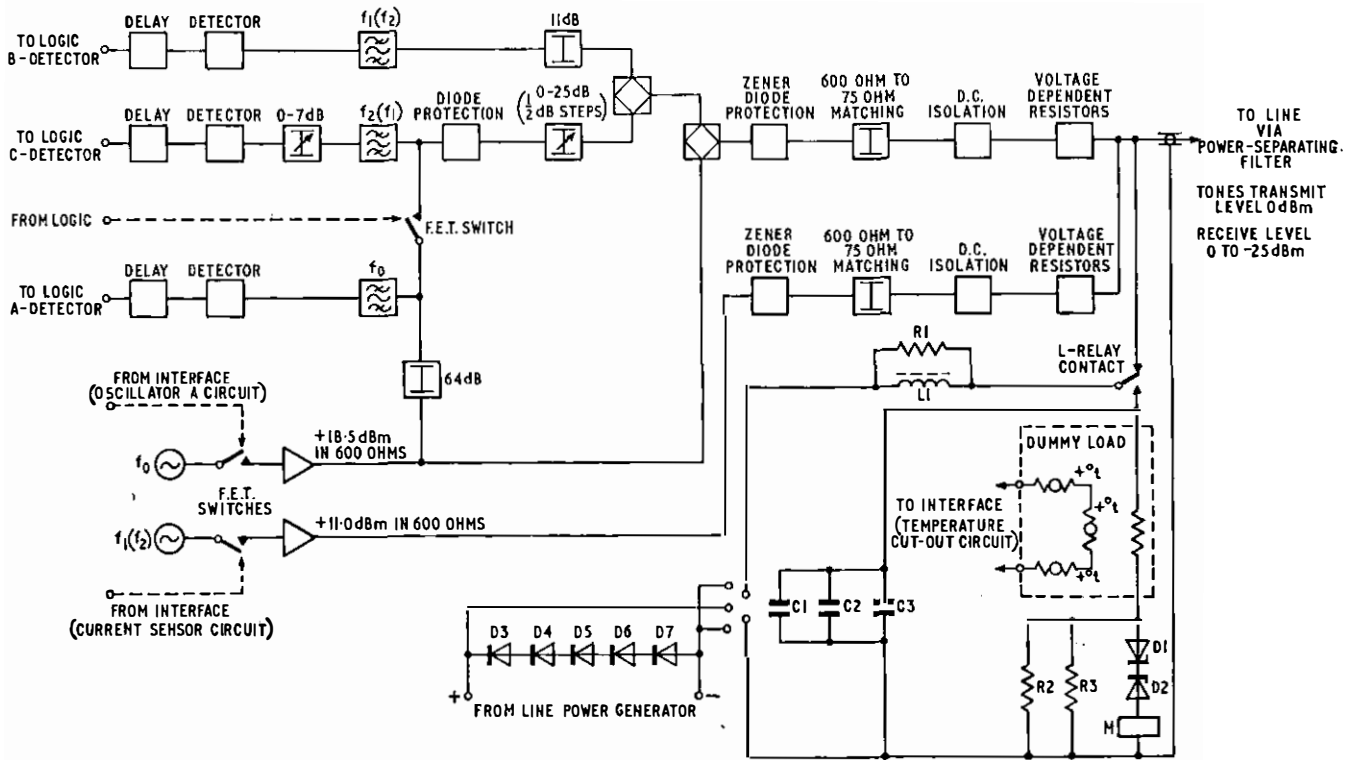 DELAY
DETECTOR
f1(f2)
11dB
TO LOGIC
B-DETECTOR
0-25dB
(½
dB STEPS)
ZENER
DIODE
PROTECTION
600 OHM TO
75 OHM
MATCHING
D.C.
ISOLATION
VOLTAGE
DEPENDENT
RESISTORS
DELAY
DETECTOR
0-7dB
f2(f1)
DIODE
PROTECTION
TO LOGIC
C-DETECTOR
TO LINE
VIA
POWER-SEPARATING
FILTER
TONES TRANSMIT
LEVEL 0dBm
RECEIVE LEVEL
0 TO -25dBm
FROM LOGIC
F.E.T. SWITCH
ZENER
DIODE
PROTECTION
600 OHM TO
75 OHM
MATCHING
D.C.
ISOLATION
VOLTAGE
DEPENDENT
RESISTORS
DELAY
DETECTOR
f0
TO LOGIC
A-DETECTOR
R1
L1
L-RELAY
CONTACT
64dB
FROM INTERFACE
(OSCILLATOR A CIRCUIT)
+18·5dBm
IN 600 OHMS
f0
F.E.T.
SWITCHES
DUMMY LOAD
+°t
+°t
+°t
TO INTERFACE
(TEMPERATURE
CUT-OUT CIRCUIT)
+11·0dBm IN 600 OHMS
f1(f2)
FROM INTERFACE
(CURRENT SENSOR CIRCUIT)
C1
C2
C3
D3
D4
D5
D6
D7
+
-
FROM LINE POWER GENERATOR
R2
R3
D1
D2
M